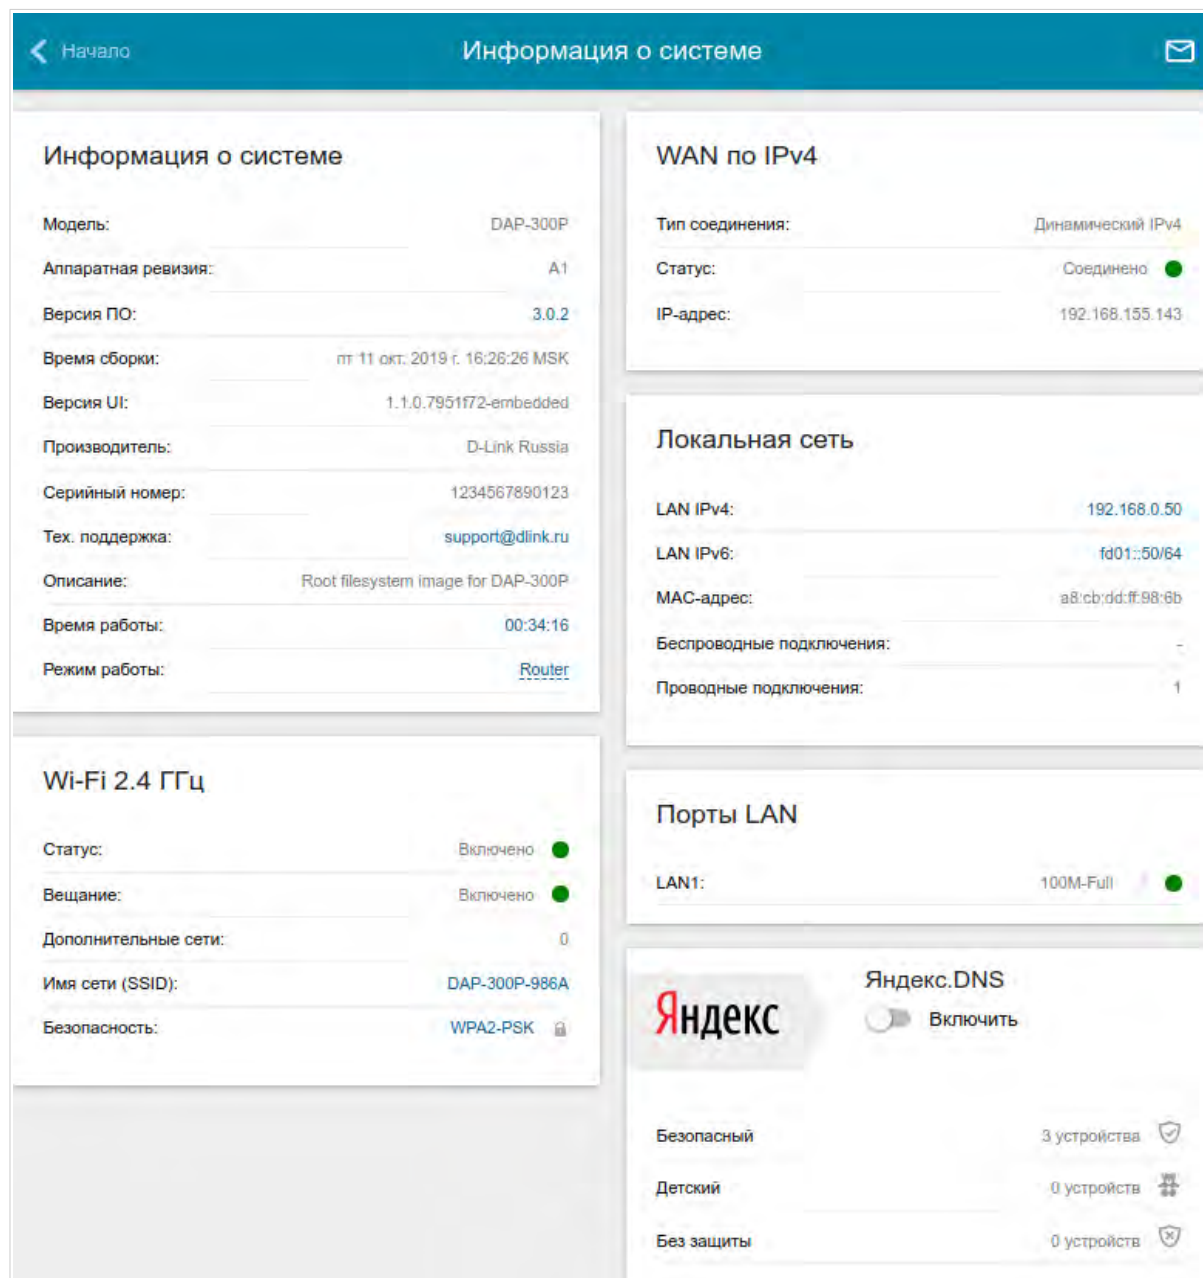 Начало
Информация о системе
Информация о системе
Модель: DAP-300P
Аппаратная ревизия: A1
Версия ПО: 3.0.2
Время сборки: пт 11 окт. 2019 г. 16:26:26 MSK
Версия UI: 1.1.0.7951f72-embedded
Производитель: D-Link Russia
Серийный номер: 1234567890123
Тех. поддержка: support@dlink.ru
Описание: Root filesystem image for DAP-300P
Время работы: 00:34:16
Режим работы: Router
Wi-Fi 2.4 ГГц
Статус: Включено
Вещание: Включено
Дополнительные сети: 0
Имя сети (SSID): DAP-300P-986A
Безопасность: WPA2-PSK
WAN по IPv4
Тип соединения: Динамический IPv4
Статус: Соединено
IP-адрес: 192.168.155.143
Локальная сеть
LAN IPv4: 192.168.0.50
LAN IPv6: fd01::50/64
MAC-адрес: a8:cb:dd:ff:98:6b
Беспроводные подключения: -
Проводные подключения: 1
Порты LAN
LAN1: 100M-Full
Яндекс
Яндекс.DNS
Включить
Безопасный 3 устройства
Детский 0 устройств
Без защиты 0 устройств